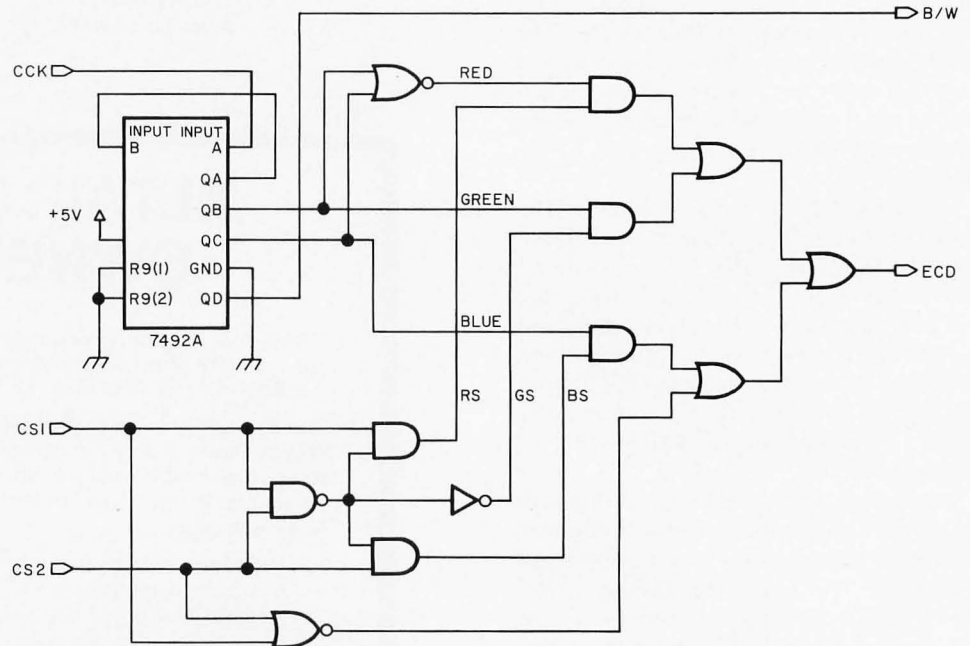 B/W
CCK
RED
INPUT INPUT
B A
QA
+5V
QB
GREEN
QC
R9(1) GND
ECD
R9(2) QD
BLUE
7492A
RS GS BS
CS1
CS2